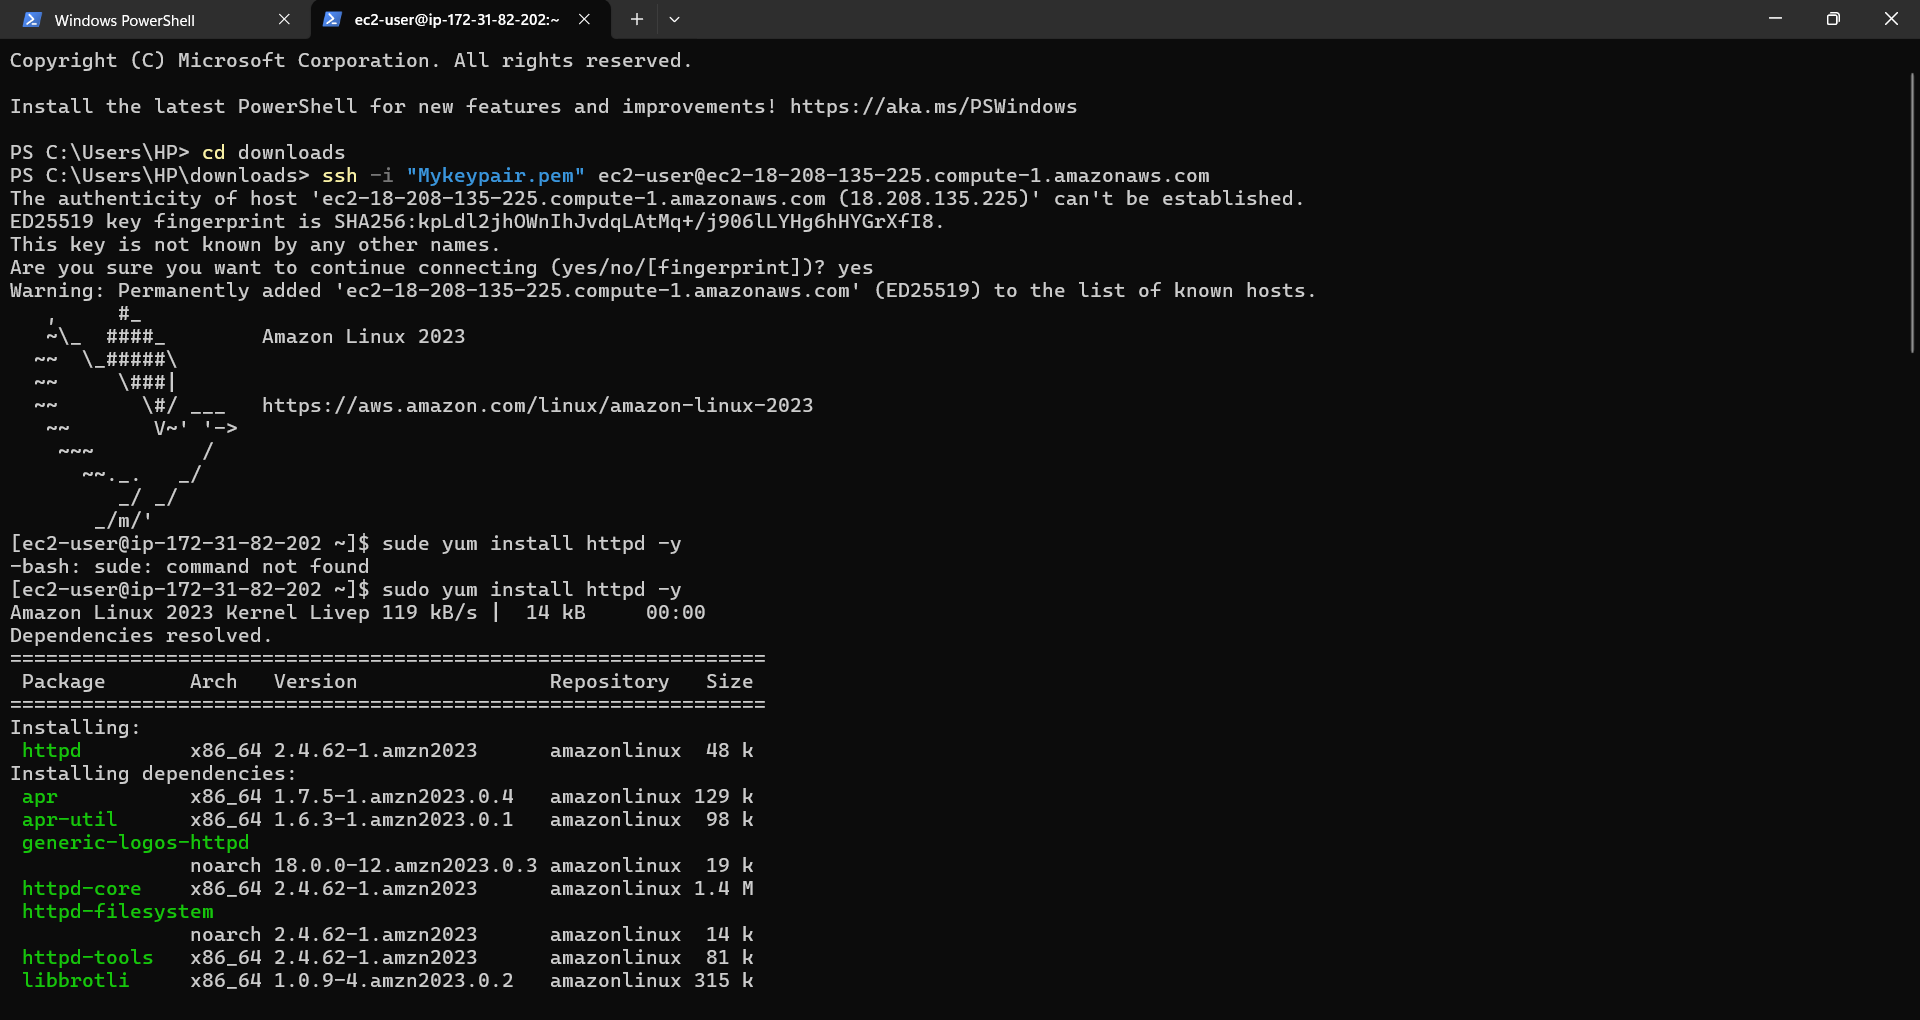 Windows PowerShell
ec2-user@ip-172-31-82-202:~
Copyright (C) Microsoft Corporation. All rights reserved.
Install the latest PowerShell for new features and improvements! https://aka.ms/PSWindows
PS C:\Users\HP> cd downloads
PS C:\Users\HP\downloads> ssh -i "Mykeypair.pem" ec2-user@ec2-18-208-135-225.compute-1.amazonaws.com
The authenticity of host 'ec2-18-208-135-225.compute-1.amazonaws.com (18.208.135.225)' can't be established.
ED25519 key fingerprint is SHA256:kpLdl2jhOWnIhJvdqLAtMq+/j906lLYHg6hHYGrXfI8.
This key is not known by any other names.
Are you sure you want to continue connecting (yes/no/[fingerprint])? yes
Warning: Permanently added 'ec2-18-208-135-225.compute-1.amazonaws.com' (ED25519) to the list of known hosts.
   ,     #_
   ~\_  ####_        Amazon Linux 2023
  ~~  \_#####\
  ~~     \###|
  ~~       \#/ ___   https://aws.amazon.com/linux/amazon-linux-2023
   ~~       V~' '->
    ~~~         /
      ~~._.   _/
         _/ _/
       _/m/'
[ec2-user@ip-172-31-82-202 ~]$ sude yum install httpd -y
-bash: sude: command not found
[ec2-user@ip-172-31-82-202 ~]$ sudo yum install httpd -y
Amazon Linux 2023 Kernel Livep 119 kB/s |  14 kB     00:00
Dependencies resolved.
===============================================================
 Package       Arch   Version                Repository   Size
===============================================================
Installing:
 httpd         x86_64 2.4.62-1.amzn2023      amazonlinux  48 k
Installing dependencies:
 apr           x86_64 1.7.5-1.amzn2023.0.4   amazonlinux 129 k
 apr-util      x86_64 1.6.3-1.amzn2023.0.1   amazonlinux  98 k
 generic-logos-httpd
               noarch 18.0.0-12.amzn2023.0.3 amazonlinux  19 k
 httpd-core    x86_64 2.4.62-1.amzn2023      amazonlinux 1.4 M
 httpd-filesystem
               noarch 2.4.62-1.amzn2023      amazonlinux  14 k
 httpd-tools   x86_64 2.4.62-1.amzn2023      amazonlinux  81 k
 libbrotli     x86_64 1.0.9-4.amzn2023.0.2   amazonlinux 315 k